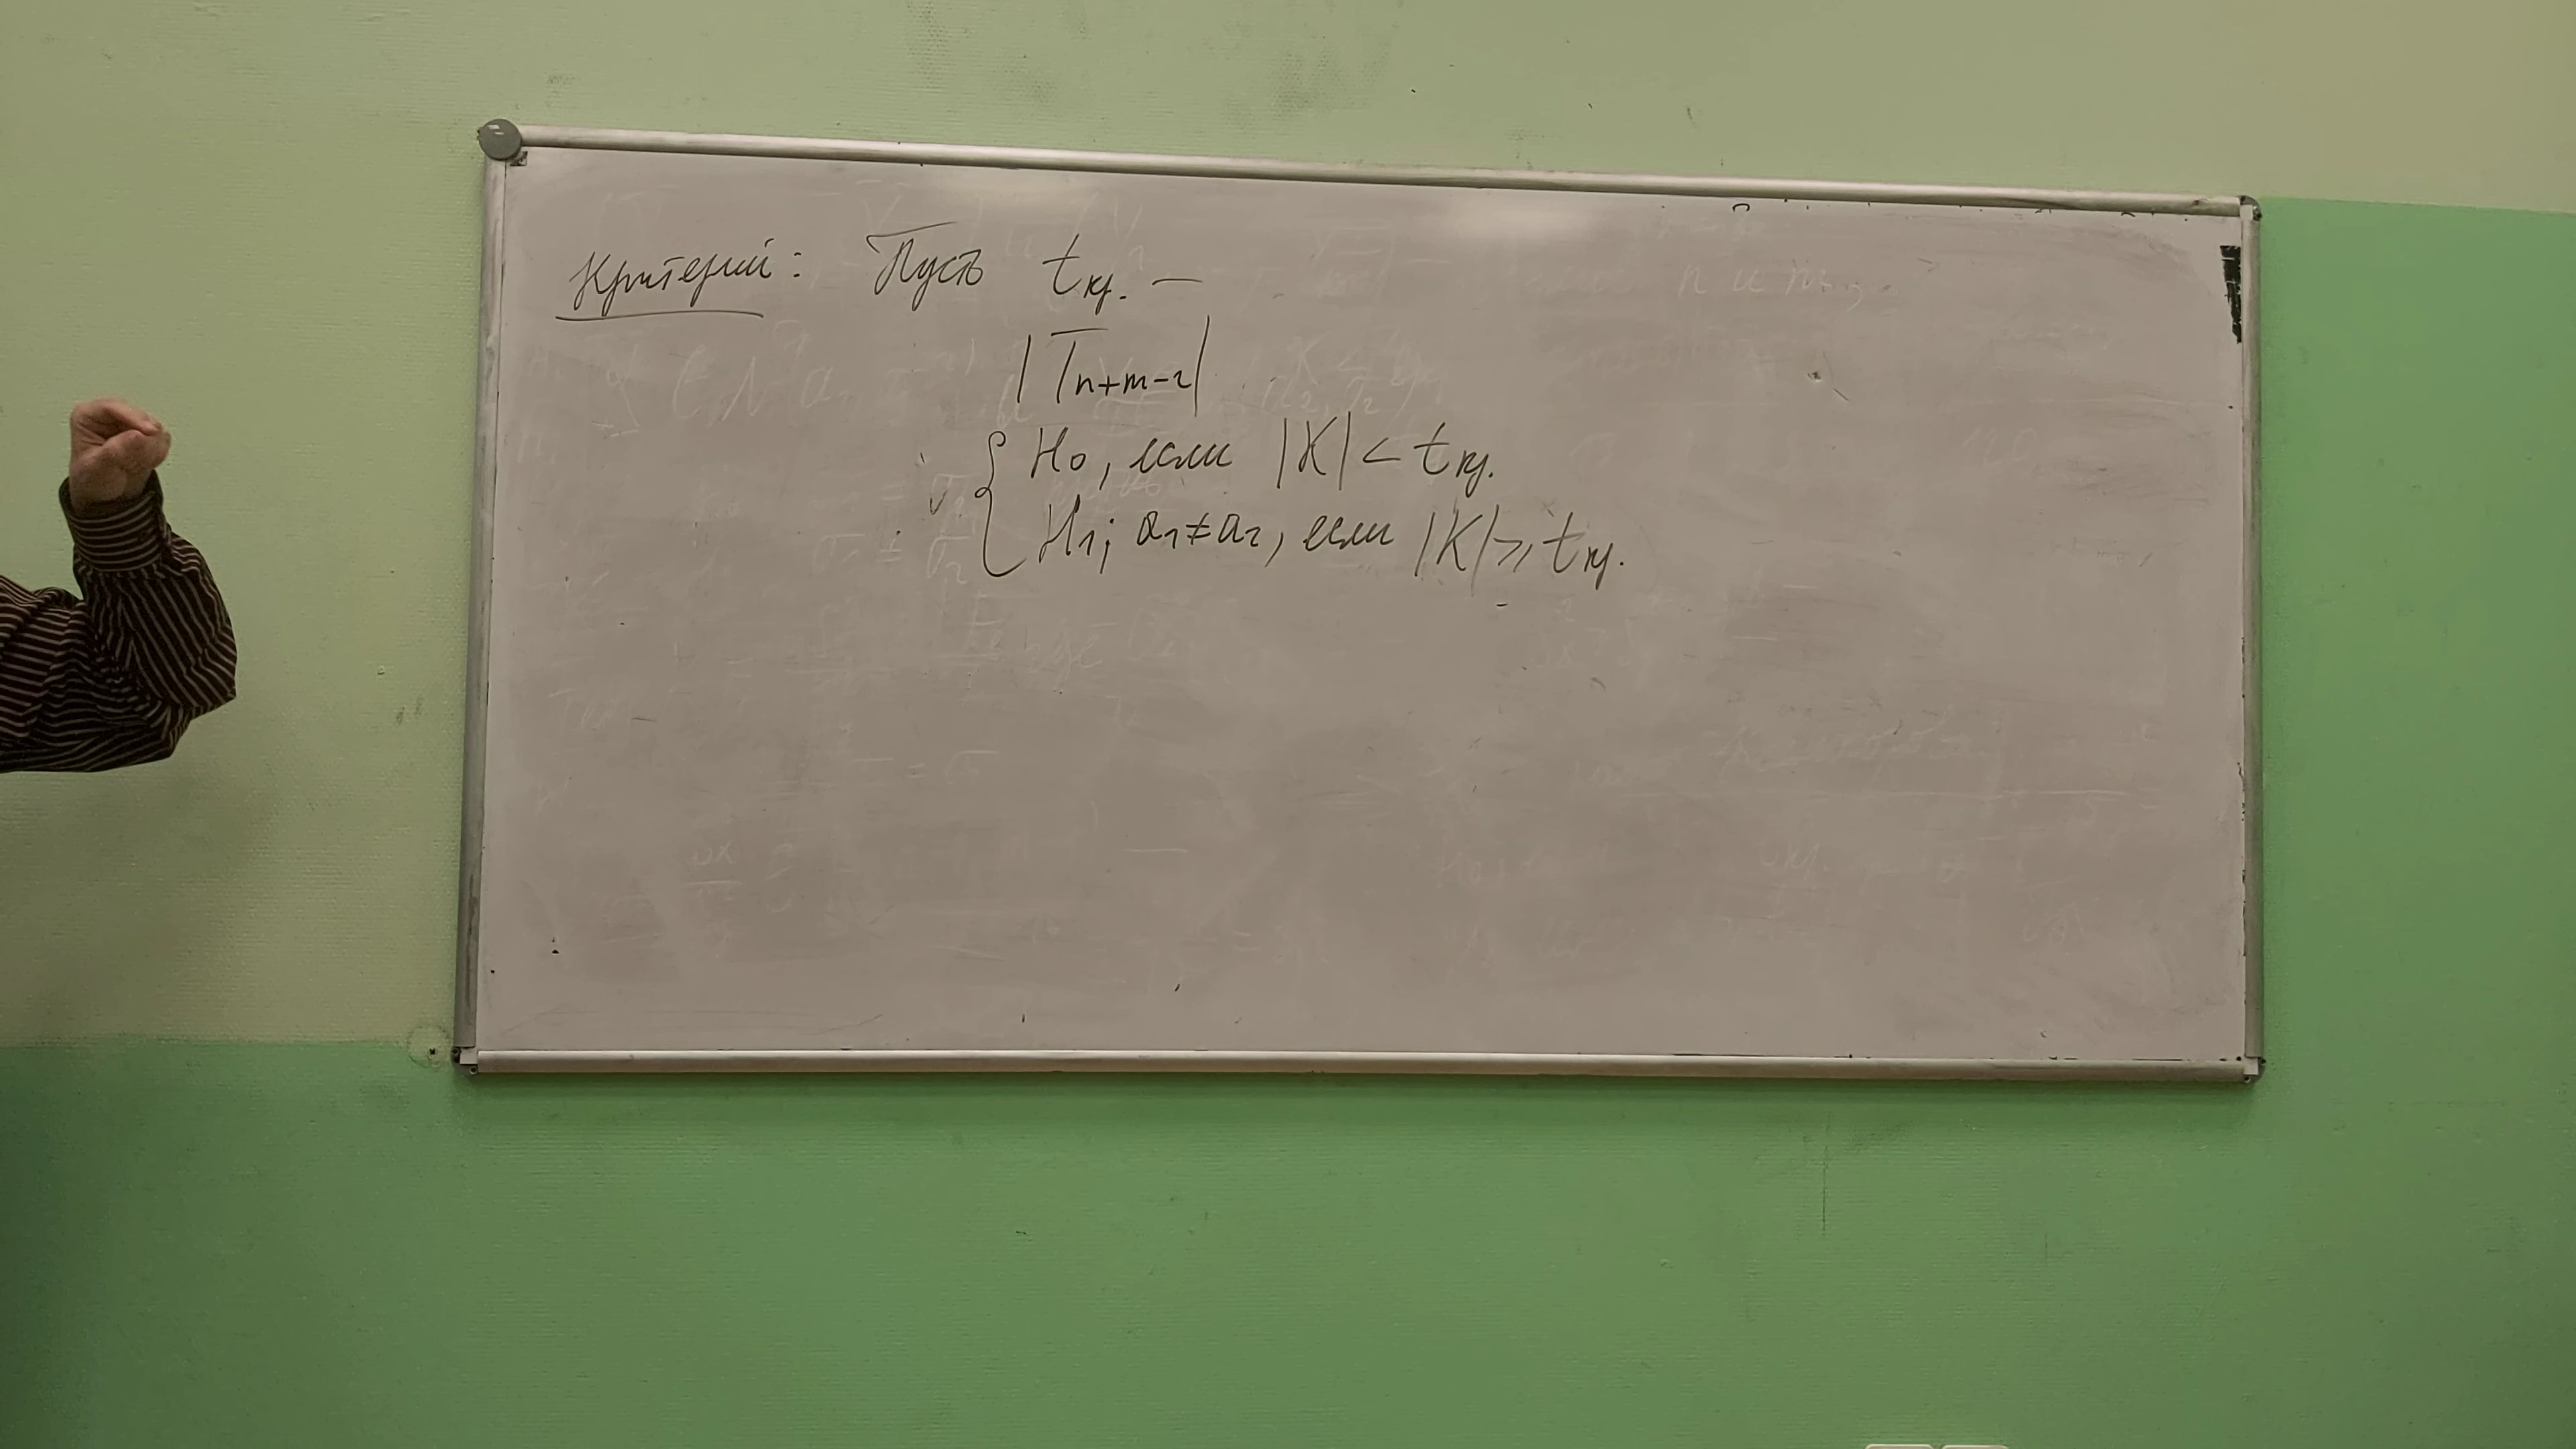 Критерий: Пусть tкр. —
|Tn+m-2|
{ H0, если |K| < tкр.
H1; a1≠a2, если |K| ⩾ tкр.